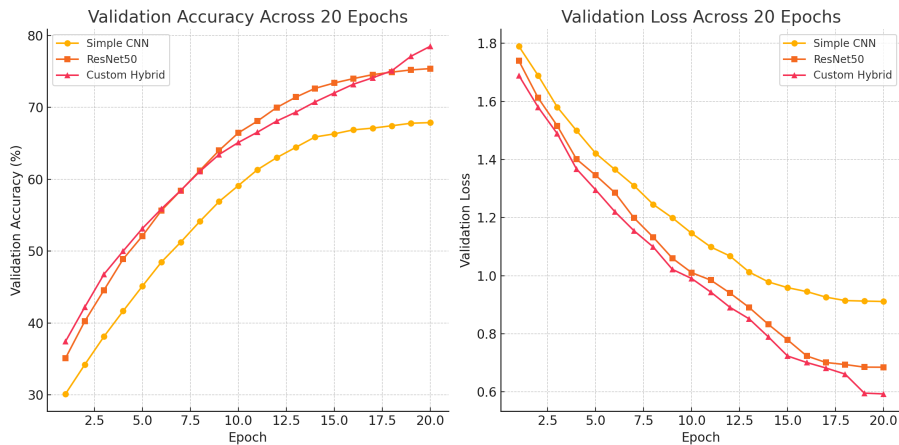 Validation Accuracy Across 20 Epochs
Simple CNN
ResNet50
Custom Hybrid
80
70
60
50
40
30
Validation Accuracy (%)
2.5 5.0 7.5 10.0 12.5 15.0 17.5 20.0
Epoch
Validation Loss Across 20 Epochs
Simple CNN
ResNet50
Custom Hybrid
1.8
1.6
1.4
1.2
1.0
0.8
0.6
Validation Loss
2.5 5.0 7.5 10.0 12.5 15.0 17.5 20.0
Epoch